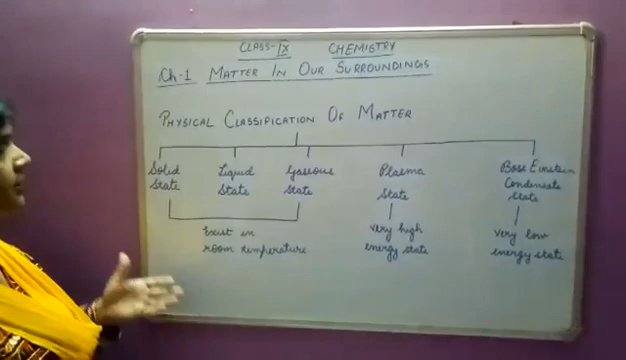 CLASS-IX CHEMISTRY
Ch-1 MATTER IN OUR SURROUNDINGS
PHYSICAL CLASSIFICATION OF MATTER
Solid State
Liquid State
Gaseous State
Plasma State
Bose Einstein Condensate State
Exist in
room temperature
very high
energy state
very low
energy state